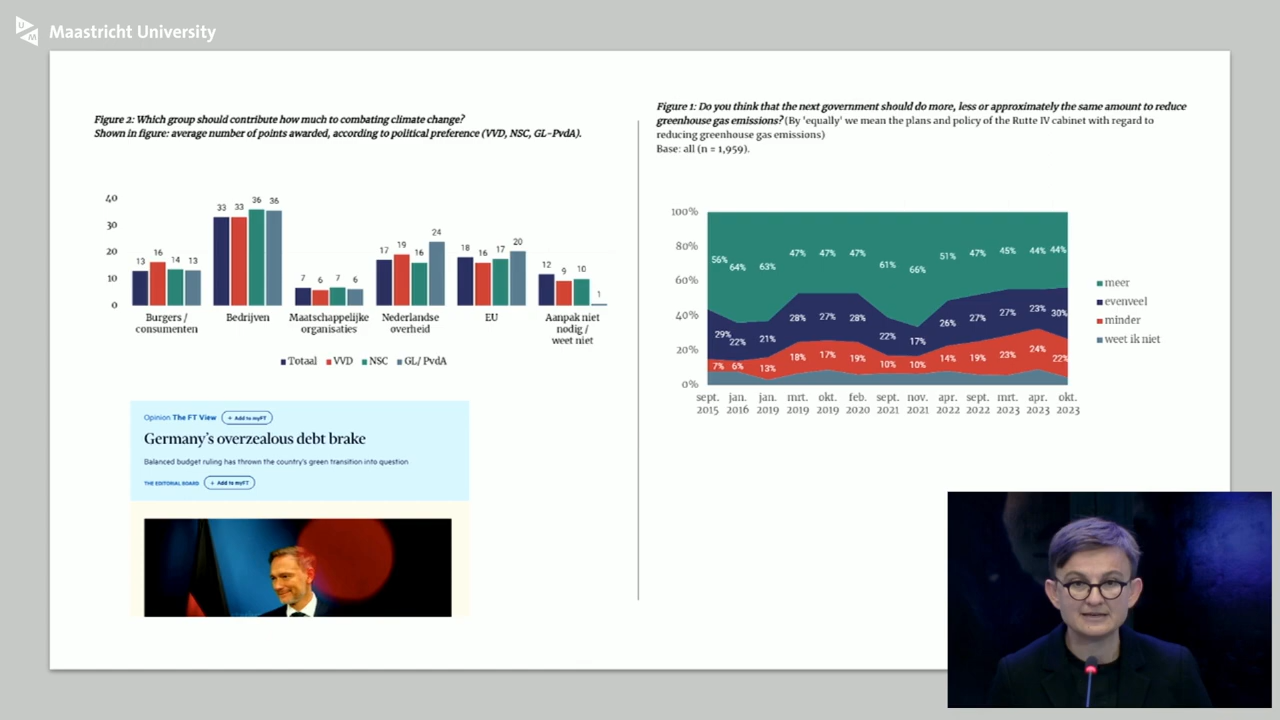 Maastricht University
Figure 2: Which group should contribute how much to combating climate change?
Shown in figure: average number of points awarded, according to political preference (VVD, NSC, GL-PvdA).
40
30
20
10
0
13 16 14 13
33 33 36 36
7 6 7 6
17 19 16 24
18 16 17 20
12 9 10 1
Burgers / consumenten
Bedrijven
Maatschappelijke organisaties
Nederlandse overheid
EU
Aanpak niet nodig / weet niet
Totaal VVD NSC GL/ PvdA
Opinion The FT View + Add to myFT
Germany's overzealous debt brake
Balanced budget ruling has thrown the country's green transition into question
THE EDITORIAL BOARD + Add to myFT
Figure 1: Do you think that the next government should do more, less or approximately the same amount to reduce
greenhouse gas emissions? (By 'equally' we mean the plans and policy of the Rutte IV cabinet with regard to
reducing greenhouse gas emissions)
Base: all (n = 1,959).
100%
80%
60%
40%
20%
0%
56% 64% 63% 47% 47% 47% 61% 66% 51% 47% 45% 44% 44%
29% 22% 21% 28% 27% 28% 22% 17% 26% 27% 27% 23% 30%
7% 6% 13% 18% 17% 19% 10% 10% 14% 19% 23% 24% 22%
sept. jan. jan. mrt. okt. feb. sept. nov. apr. sept. mrt. apr. okt.
2015 2016 2019 2019 2019 2020 2021 2021 2022 2022 2023 2023 2023
meer
evenveel
minder
weet ik niet